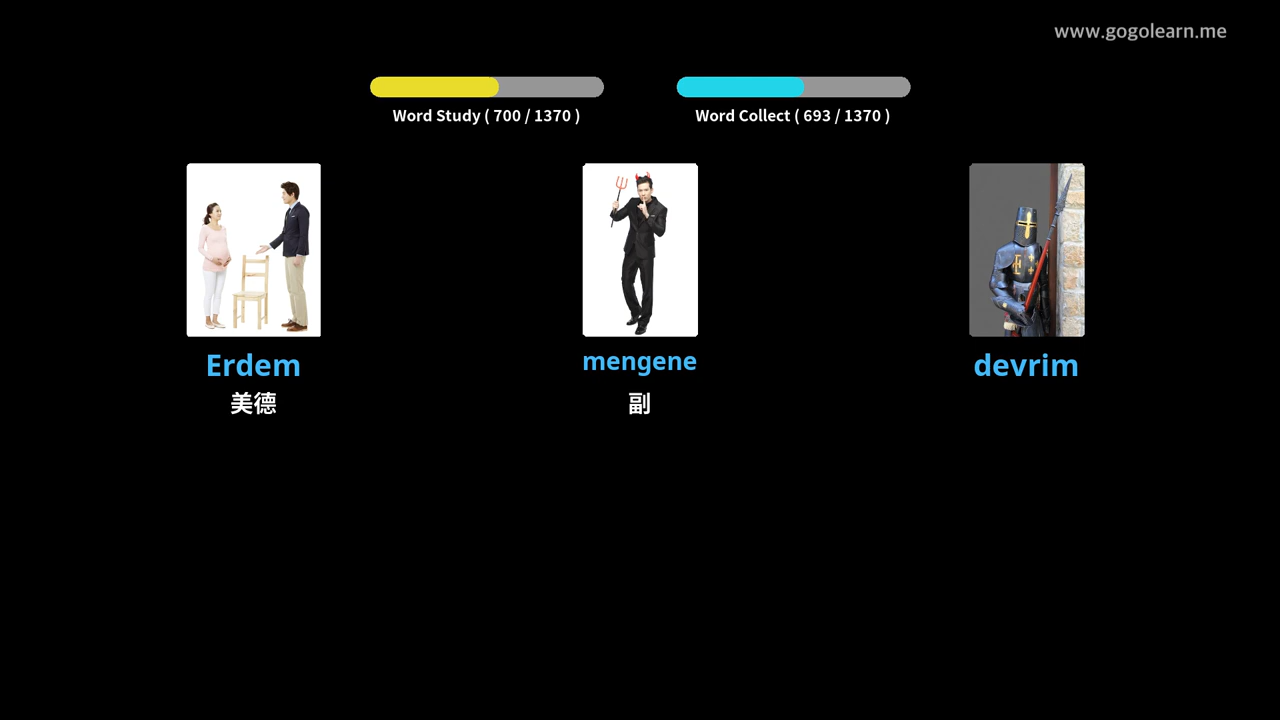 www.gogolearn.me
Word Study ( 700 / 1370 )
Word Collect ( 693 / 1370 )
Erdem
mengene
devrim
美德
副